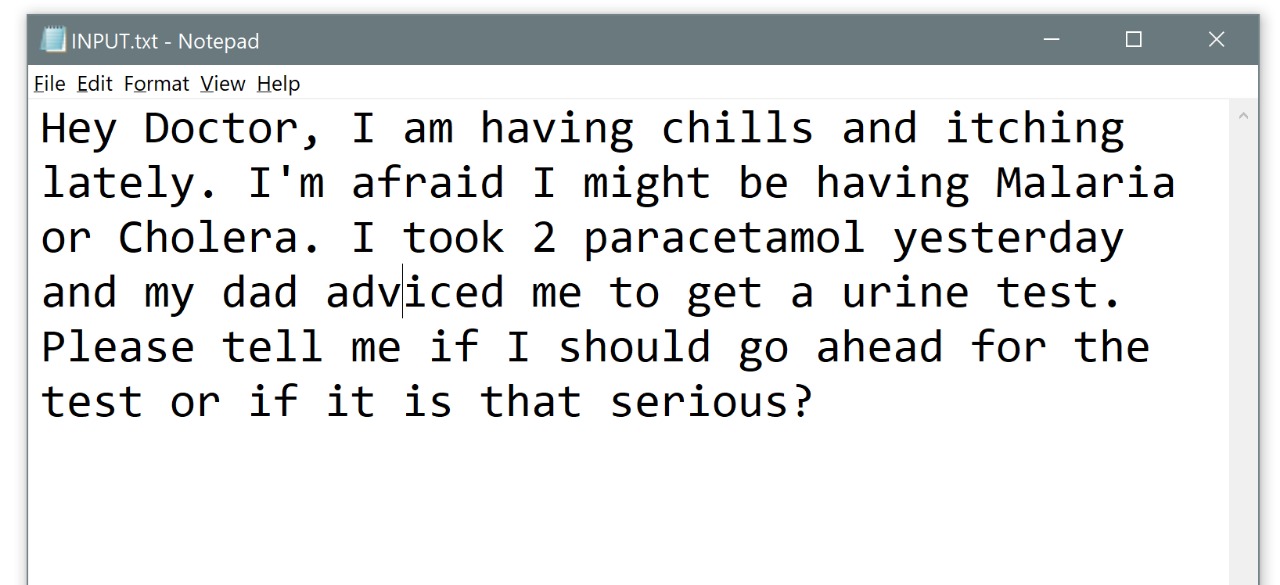 INPUT.txt - Notepad
File Edit Format View Help
Hey Doctor, I am having chills and itching
lately. I'm afraid I might be having Malaria
or Cholera. I took 2 paracetamol yesterday
and my dad adviced me to get a urine test.
Please tell me if I should go ahead for the
test or if it is that serious?